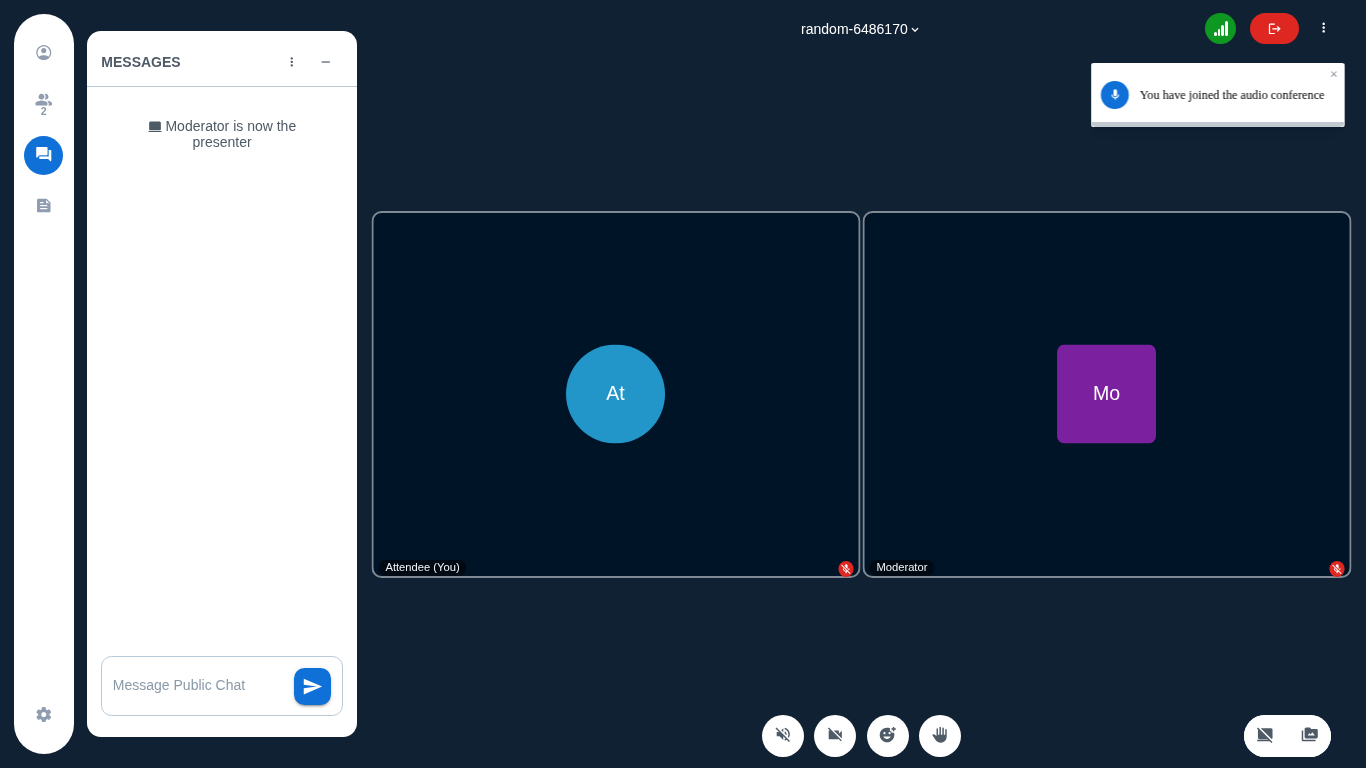 random-6486170
MESSAGES
You have joined the audio conference
2
Moderator is now the
presenter
At
Mo
Attendee (You)
Moderator
Message Public Chat